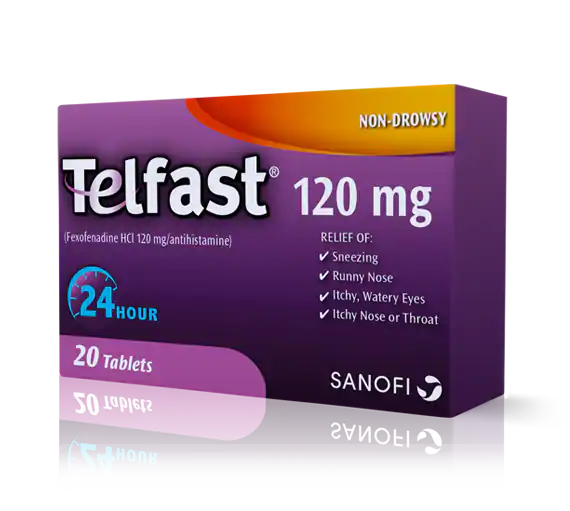 NON-DROWSY
Telfast® 120 mg
(Fexofenadine HCl 120 mg/antihistamine)
RELIEF OF:
✔ Sneezing
✔ Runny Nose
✔ Itchy, Watery Eyes
✔ Itchy Nose or Throat
24 HOUR
20 Tablets
SANOFI